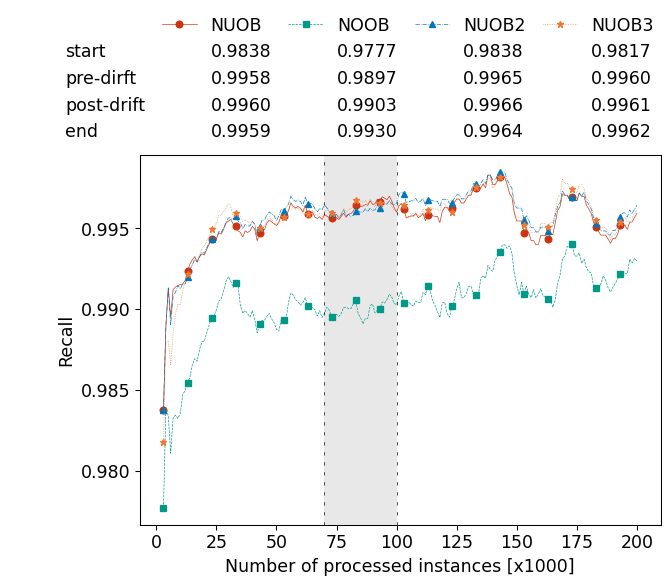 NUOB NOOB NUOB2 NUOB3
start 0.9838 0.9777 0.9838 0.9817
pre-dirft 0.9958 0.9897 0.9965 0.9960
post-drift 0.9960 0.9903 0.9966 0.9961
end 0.9959 0.9930 0.9964 0.9962
0.995
0.990
0.985
0.980
Recall
0 25 50 75 100 125 150 175 200
Number of processed instances [x1000]